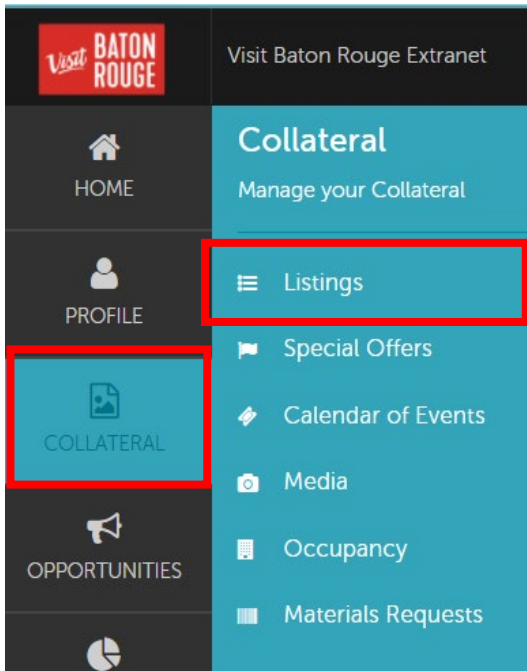 Visit BATON
ROUGE
Visit Baton Rouge Extranet
HOME
PROFILE
COLLATERAL
OPPORTUNITIES
Collateral
Manage your Collateral
Listings
Special Offers
Calendar of Events
Media
Occupancy
Materials Requests